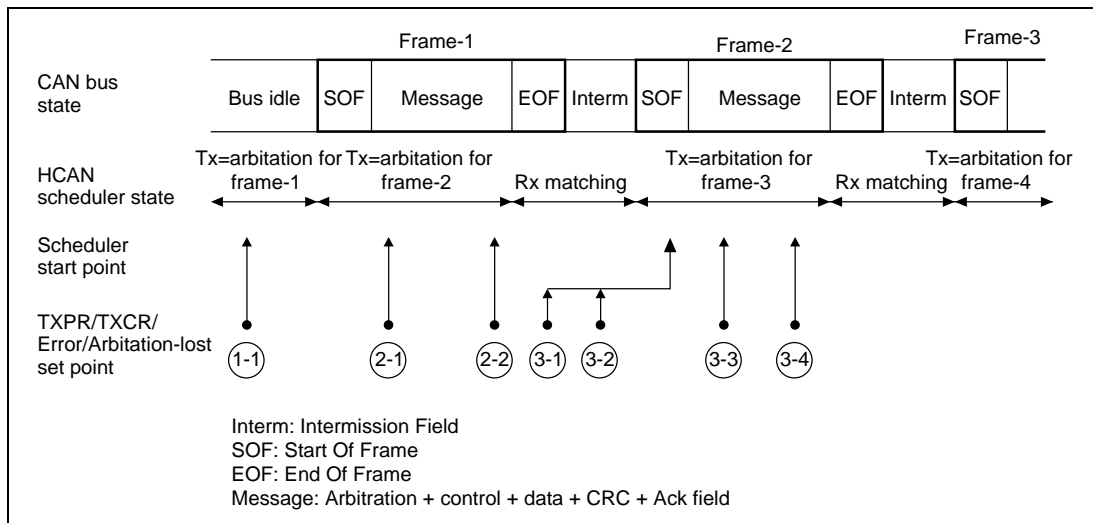 Frame-1
Frame-2
Frame-3
CAN bus
state
Bus idle
SOF
Message
EOF
Interm
SOF
Message
EOF
Interm
SOF
HCAN
scheduler state
Tx=arbitation for
frame-1
Tx=arbitation for
frame-2
Rx matching
Tx=arbitation for
frame-3
Rx matching
Tx=arbitation for
frame-4
Scheduler
start point
TXPR/TXCR/
Error/Arbitation-lost
set point
1-1
2-1
2-2
3-1
3-2
3-3
3-4
Interm: Intermission Field
SOF: Start Of Frame
EOF: End Of Frame
Message: Arbitration + control + data + CRC + Ack field